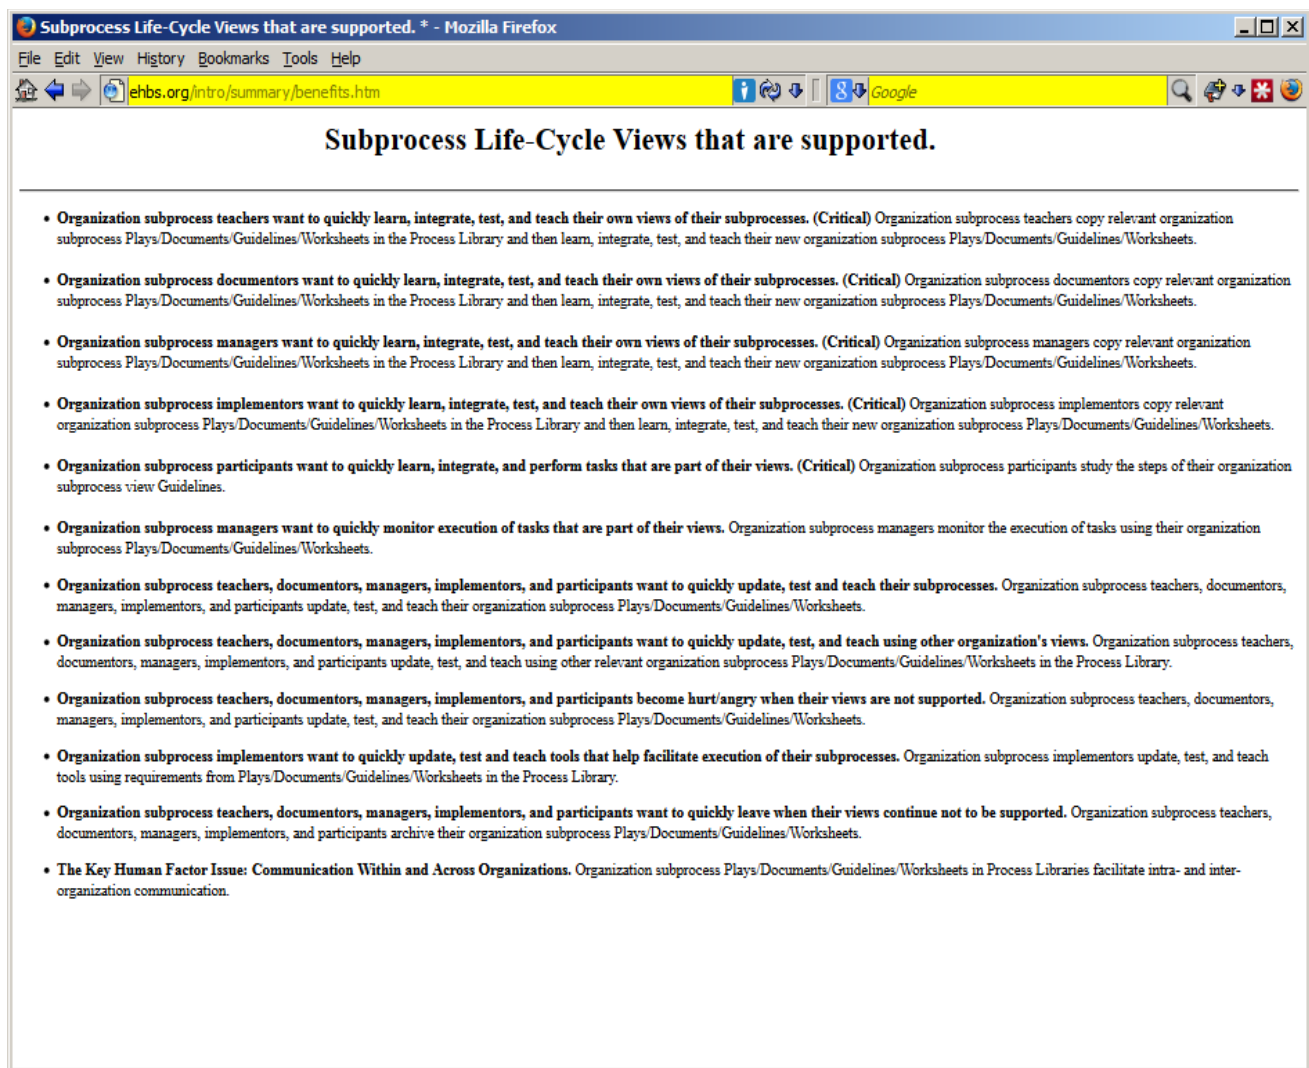 Subprocess Life-Cycle Views that are supported. * - Mozilla Firefox
File Edit View History Bookmarks Tools Help
ehbs.org/intro/summary/benefits.htm
Google
Subprocess Life-Cycle Views that are supported.
• Organization subprocess teachers want to quickly learn, integrate, test, and teach their own views of their subprocesses. (Critical) Organization subprocess teachers copy relevant organization
subprocess Plays/Documents/Guidelines/Worksheets in the Process Library and then learn, integrate, test, and teach their new organization subprocess Plays/Documents/Guidelines/Worksheets.
• Organization subprocess documentors want to quickly learn, integrate, test, and teach their own views of their subprocesses. (Critical) Organization subprocess documentors copy relevant organization
subprocess Plays/Documents/Guidelines/Worksheets in the Process Library and then learn, integrate, test, and teach their new organization subprocess Plays/Documents/Guidelines/Worksheets.
• Organization subprocess managers want to quickly learn, integrate, test, and teach their own views of their subprocesses. (Critical) Organization subprocess managers copy relevant organization
subprocess Plays/Documents/Guidelines/Worksheets in the Process Library and then learn, integrate, test, and teach their new organization subprocess Plays/Documents/Guidelines/Worksheets.
• Organization subprocess implementors want to quickly learn, integrate, test, and teach their own views of their subprocesses. (Critical) Organization subprocess implementors copy relevant
organization subprocess Plays/Documents/Guidelines/Worksheets in the Process Library and then learn, integrate, test, and teach their new organization subprocess Plays/Documents/Guidelines/Worksheets.
• Organization subprocess participants want to quickly learn, integrate, and perform tasks that are part of their views. (Critical) Organization subprocess participants study the steps of their organization
subprocess view Guidelines.
• Organization subprocess managers want to quickly monitor execution of tasks that are part of their views. Organization subprocess managers monitor the execution of tasks using their organization
subprocess Plays/Documents/Guidelines/Worksheets.
• Organization subprocess teachers, documentors, managers, implementors, and participants want to quickly update, test and teach their subprocesses. Organization subprocess teachers, documentors,
managers, implementors, and participants update, test, and teach their organization subprocess Plays/Documents/Guidelines/Worksheets.
• Organization subprocess teachers, documentors, managers, implementors, and participants want to quickly update, test, and teach using other organization's views. Organization subprocess teachers,
documentors, managers, implementors, and participants update, test, and teach using other relevant organization subprocess Plays/Documents/Guidelines/Worksheets in the Process Library.
• Organization subprocess teachers, documentors, managers, implementors, and participants become hurt/angry when their views are not supported. Organization subprocess teachers, documentors,
managers, implementors, and participants update, test, and teach their organization subprocess Plays/Documents/Guidelines/Worksheets.
• Organization subprocess implementors want to quickly update, test and teach tools that help facilitate execution of their subprocesses. Organization subprocess implementors update, test, and teach
tools using requirements from Plays/Documents/Guidelines/Worksheets in the Process Library.
• Organization subprocess teachers, documentors, managers, implementors, and participants want to quickly leave when their views continue not to be supported. Organization subprocess teachers,
documentors, managers, implementors, and participants archive their organization subprocess Plays/Documents/Guidelines/Worksheets.
• The Key Human Factor Issue: Communication Within and Across Organizations. Organization subprocess Plays/Documents/Guidelines/Worksheets in Process Libraries facilitate intra- and inter-
organization communication.